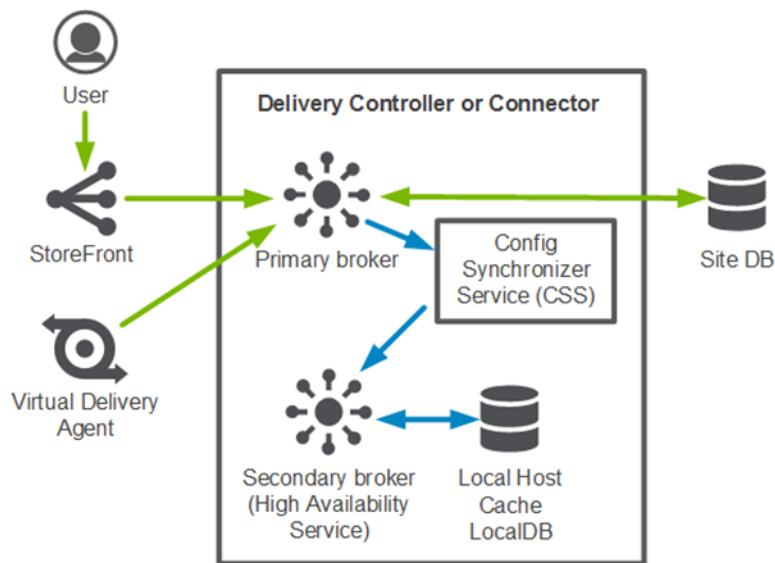 User
Delivery Controller or Connector
StoreFront
Primary broker
Config
Synchronizer
Service (CSS)
Site DB
Virtual Delivery
Agent
Secondary broker
(High Availability
Service)
Local Host
Cache
LocalDB